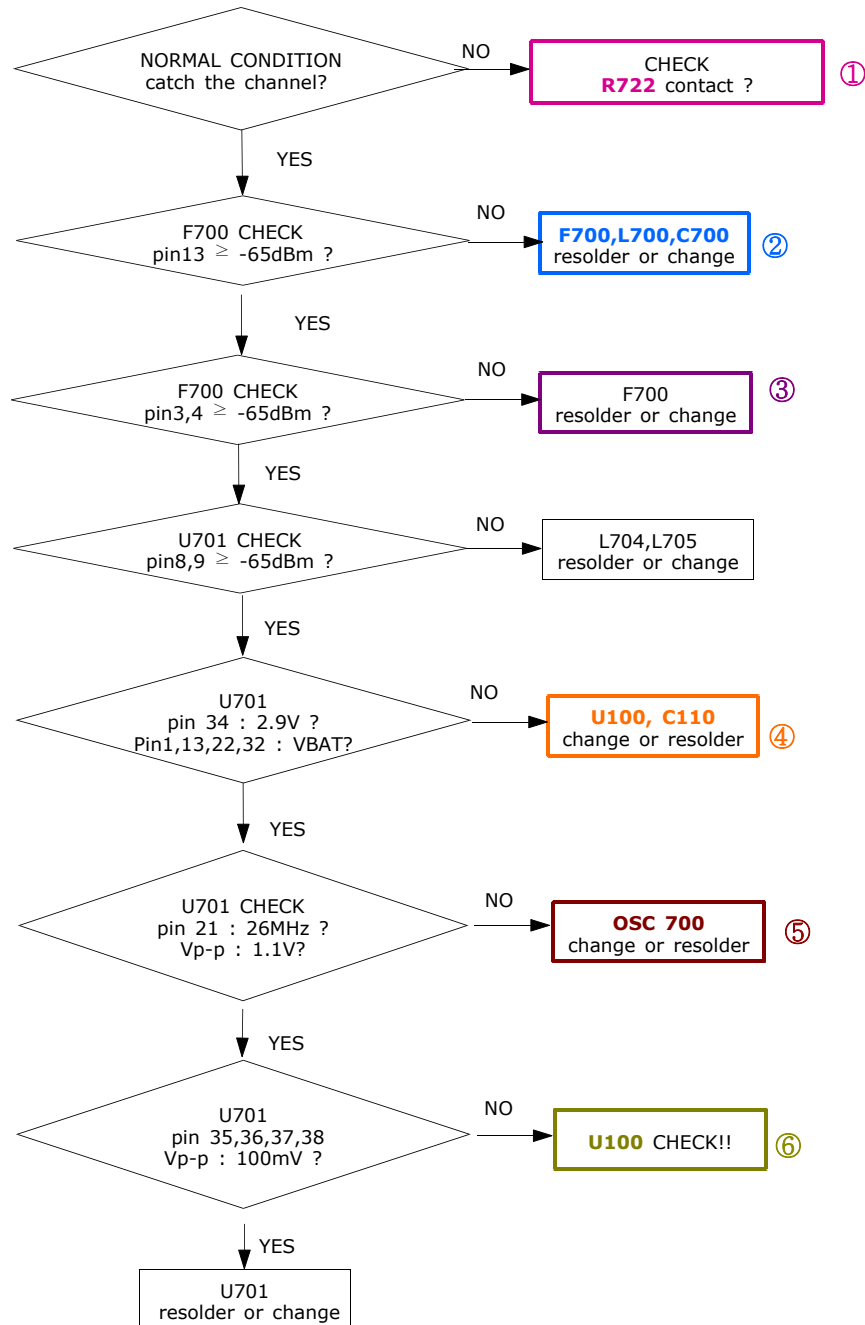 NORMAL CONDITION
catch the channel?
NO
CHECK
R722 contact ?
①
YES
F700 CHECK
pin13 ≥ -65dBm ?
NO
F700,L700,C700
resolder or change
②
YES
F700 CHECK
pin3,4 ≥ -65dBm ?
NO
F700
resolder or change
③
YES
U701 CHECK
pin8,9 ≥ -65dBm ?
NO
L704,L705
resolder or change
YES
U701
pin 34 : 2.9V ?
Pin1,13,22,32 : VBAT?
NO
U100, C110
change or resolder
④
YES
U701 CHECK
pin 21 : 26MHz ?
Vp-p : 1.1V?
NO
OSC 700
change or resolder
⑤
YES
U701
pin 35,36,37,38
Vp-p : 100mV ?
NO
U100 CHECK!!
⑥
YES
U701
resolder or change